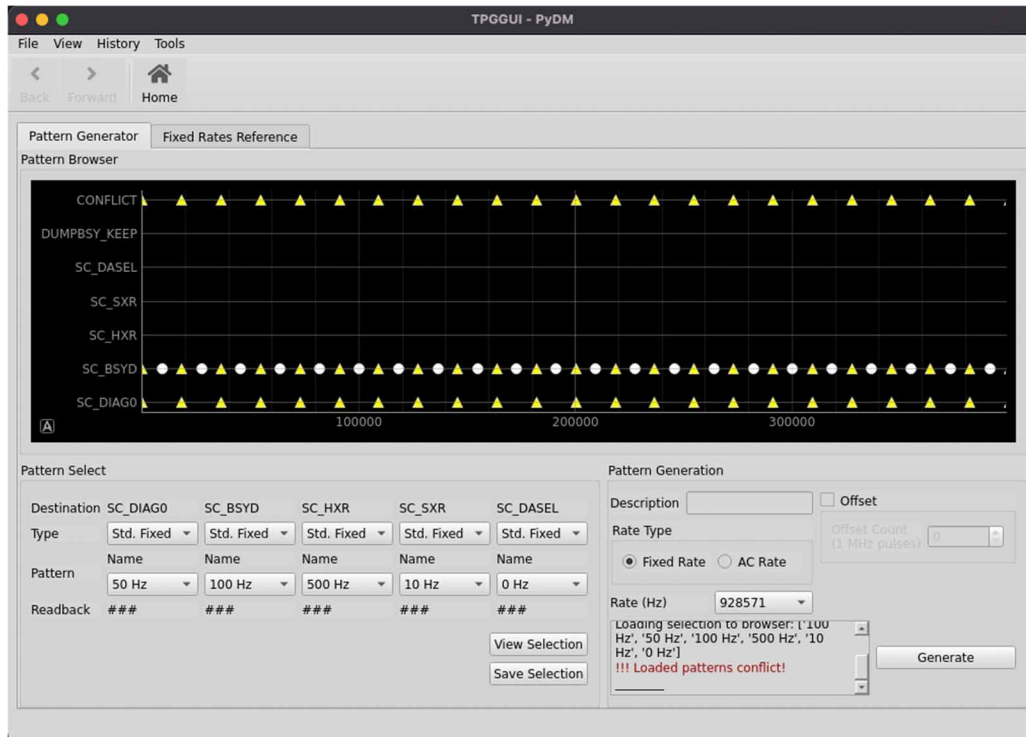 TPGGUI - PyDM
File View History Tools
Back Forward Home
Pattern Generator Fixed Rates Reference
Pattern Browser
CONFLICT
DUMPBSY_KEEP
SC_DASEL
SC_SXR
SC_HXR
SC_BSYD
SC_DIAG0
A
100000 200000 300000
Pattern Select
Destination SC_DIAG0 SC_BSYD SC_HXR SC_SXR SC_DASEL
Type Std. Fixed Std. Fixed Std. Fixed Std. Fixed Std. Fixed
Name Name Name Name Name
Pattern
50 Hz 100 Hz 500 Hz 10 Hz 0 Hz
Readback ### ### ### ### ###
View Selection
Save Selection
Pattern Generation
Description Offset
Rate Type
Offset Count
(1 MHz pulses) 0
Fixed Rate AC Rate
Rate (Hz) 928571
Loading selection to browser: ['100
Hz', '50 Hz', '100 Hz', '500 Hz', '10
Hz', '0 Hz']
!!! Loaded patterns conflict!
Generate